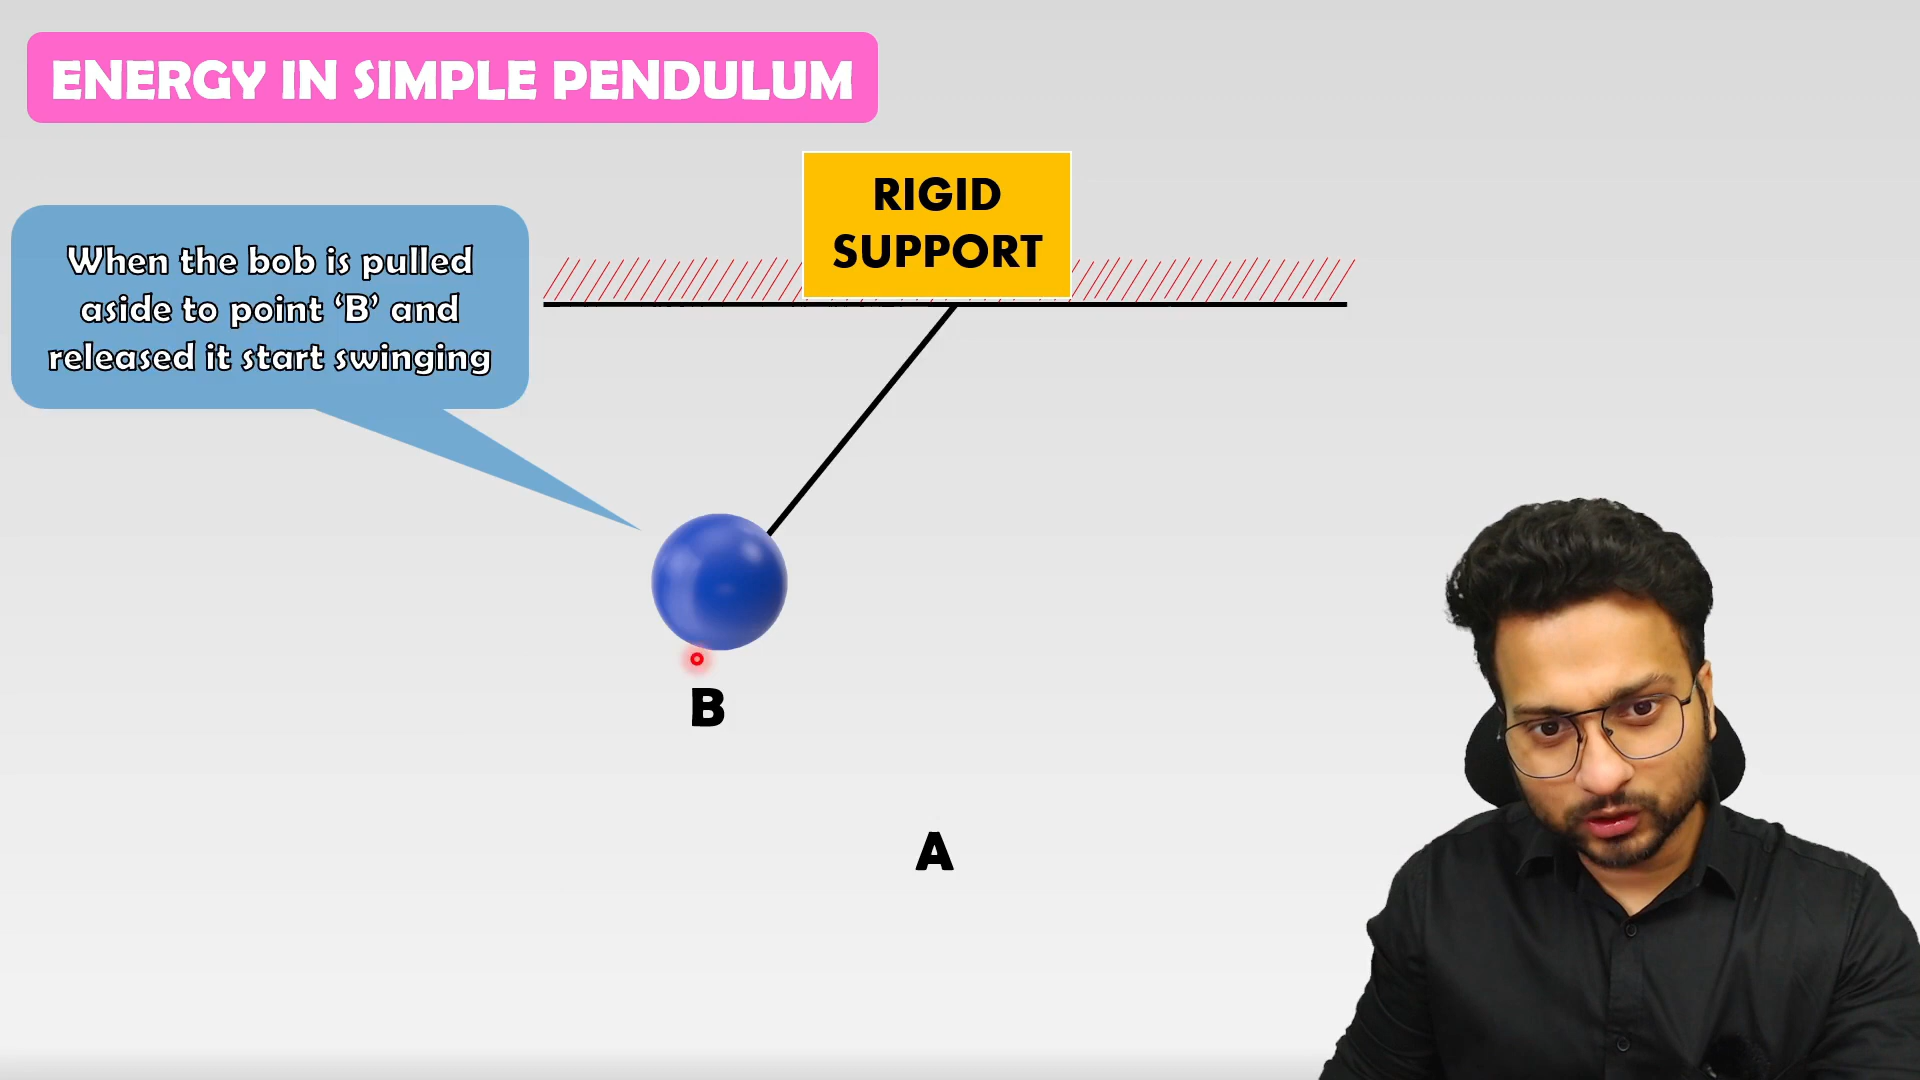 ENERGY IN SIMPLE PENDULUM
RIGID
SUPPORT
When the bob is pulled
aside to point ‘B’ and
released it start swinging
B
A